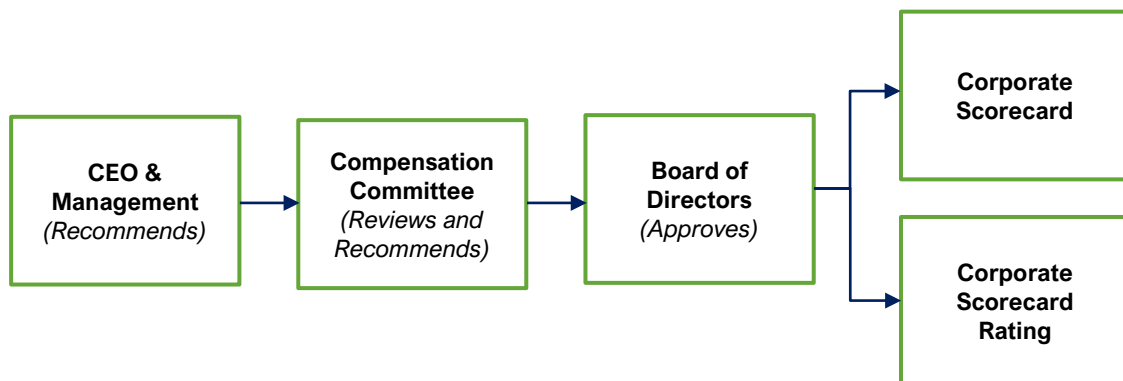 CEO &
Management
(Recommends)
Compensation
Committee
(Reviews and
Recommends)
Board of
Directors
(Approves)
Corporate
Scorecard
Corporate
Scorecard
Rating